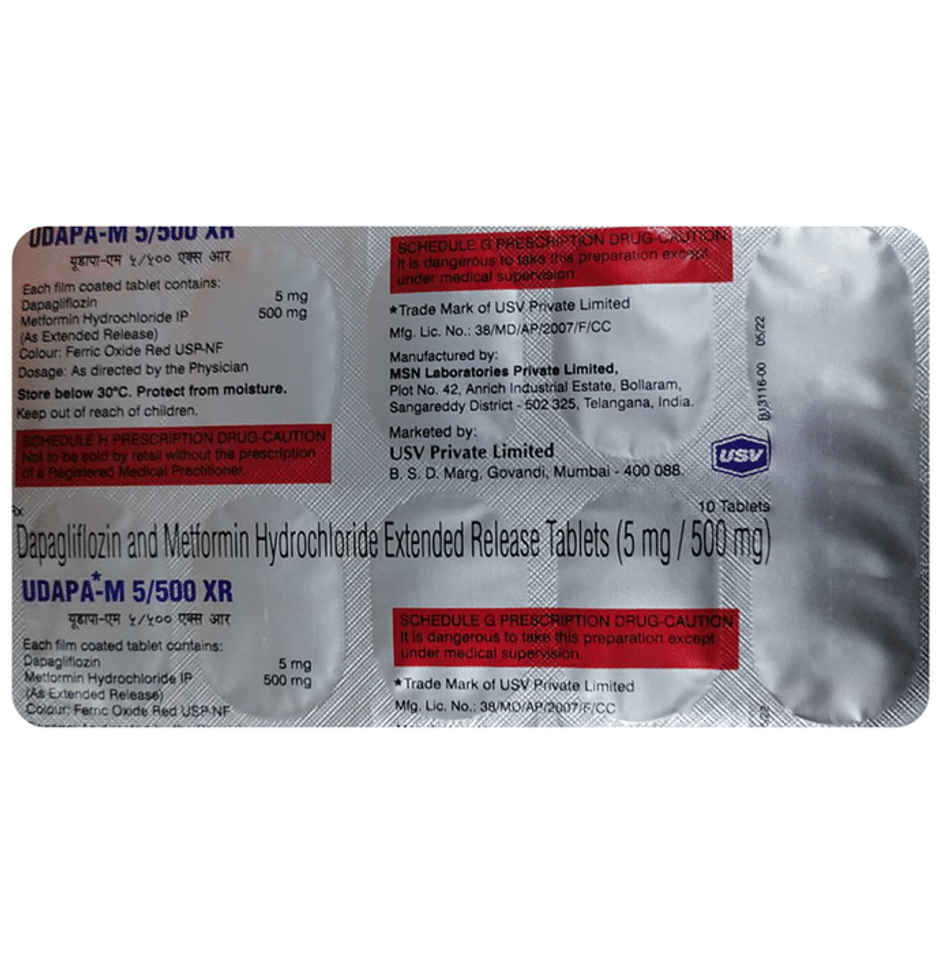 UDAPA-M 5/500 XR
यूडापा-एम ५/५०० एक्स आर
Each film coated tablet contains:
Dapagliflozin 5 mg
Metformin Hydrochloride IP 500 mg
(As Extended Release)
Colour: Ferric Oxide Red USP-NF
Dosage: As directed by the Physician
Store below 30°C. Protect from moisture.
Keep out of reach of children.
SCHEDULE H PRESCRIPTION DRUG-CAUTION
Not to be sold by retail without the prescription
of a Registered Medical Practitioner.
SCHEDULE G PRESCRIPTION DRUG-CAUTION
It is dangerous to take this preparation except
under medical supervision.
*Trade Mark of USV Private Limited
Mfg. Lic. No.: 38/MD/AP/2007/F/CC
Manufactured by:
MSN Laboratories Private Limited,
Plot No. 42, Anrich Industrial Estate, Bollaram,
Sangareddy District - 502 325, Telangana, India.
Marketed by:
USV Private Limited
B. S. D. Marg, Govandi, Mumbai - 400 088.
USV
05/22
10 Tablets
Rx
Dapagliflozin and Metformin Hydrochloride Extended Release Tablets (5 mg / 500 mg)
UDAPA*-M 5/500 XR
यूडापा-एम ५/५०० एक्स आर
Each film coated tablet contains:
Dapagliflozin 5 mg
Metformin Hydrochloride IP 500 mg
(As Extended Release)
Colour: Ferric Oxide Red USP-NF
SCHEDULE G PRESCRIPTION DRUG-CAUTION
It is dangerous to take this preparation except
under medical supervision.
*Trade Mark of USV Private Limited
Mfg. Lic. No.: 38/MD/AP/2007/F/CC